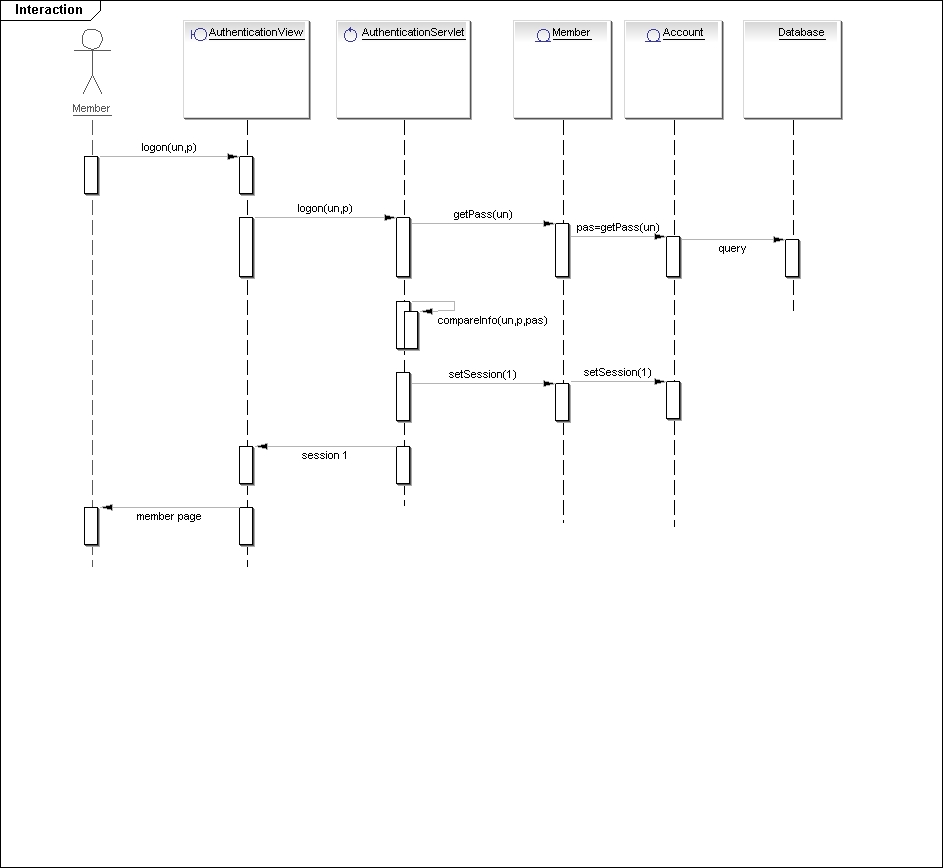 Interaction
AuthenticationView
AuthenticationServlet
Member
Account
Database
Member
logon(un,p)
logon(un,p)
getPass(un)
pas=getPass(un)
query
compareInfo(un,p,pas)
setSession(1)
setSession(1)
session 1
member page